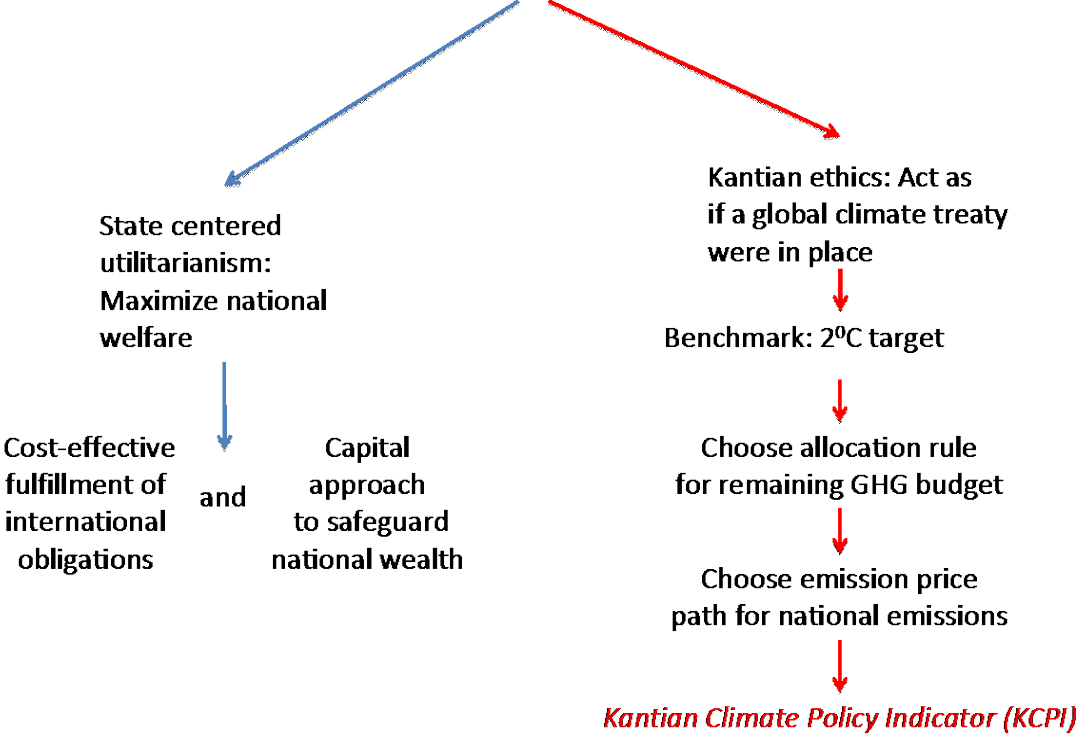 State centered
utilitarianism:
Maximize national
welfare
Cost-effective
fulfillment of
international
obligations
and
Capital
approach
to safeguard
national wealth
Kantian ethics: Act as
if a global climate treaty
were in place
Benchmark: 2⁰C target
Choose allocation rule
for remaining GHG budget
Choose emission price
path for national emissions
Kantian Climate Policy Indicator (KCPI)